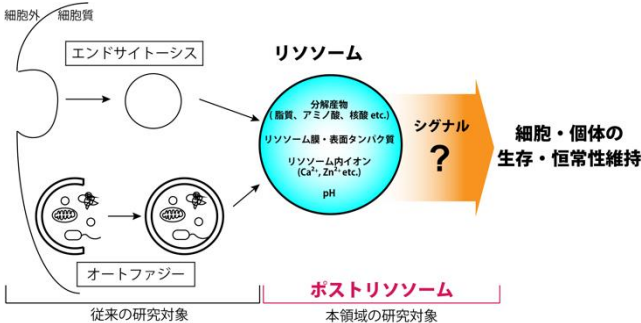 細胞外 細胞質
エンドサイトーシス
オートファジー
従来の研究対象
リソソーム
分解産物
(脂質、アミノ酸、核酸 etc.)
リソソーム膜・表面タンパク質
リソソーム内イオン
(Ca²⁺, Zn²⁺ etc.)
pH
シグナル
?
細胞・個体の
生存・恒常性維持
ポストリソソーム
本領域の研究対象